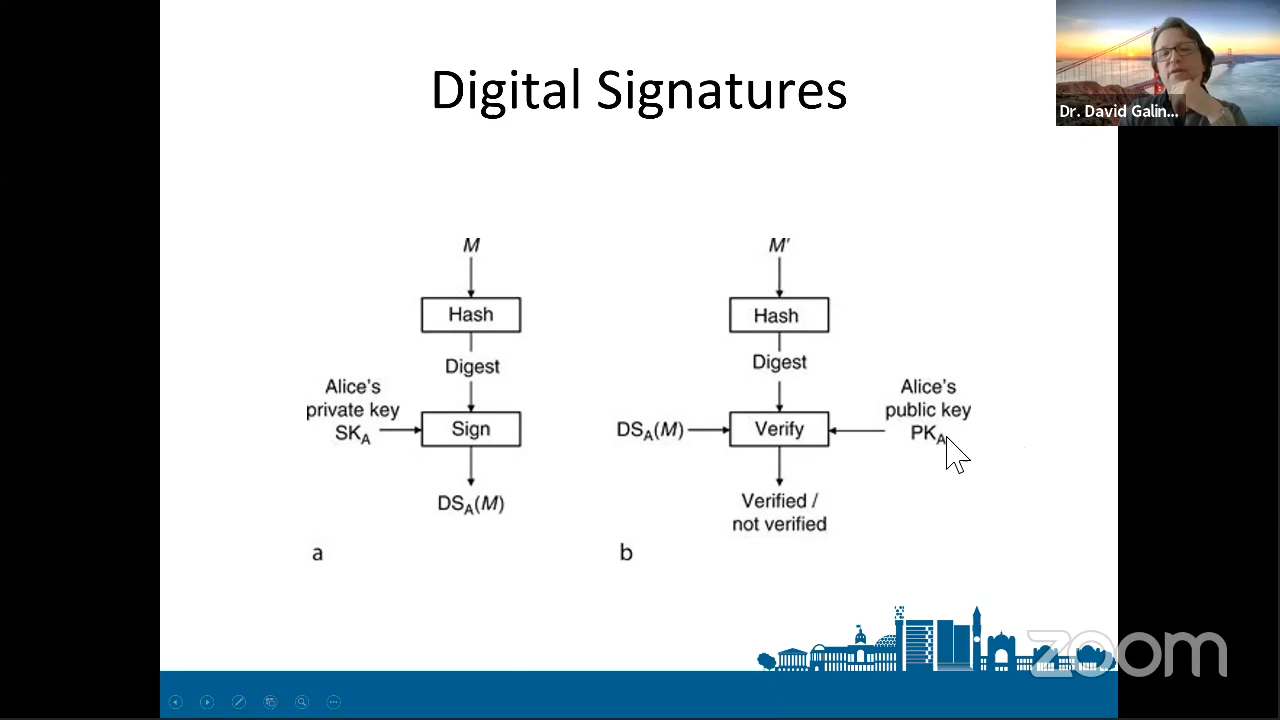 Digital Signatures
Dr. David Galin...
M
Hash
Digest
Alice's
private key
SKA
Sign
DSA(M)
a
M'
Hash
Digest
DSA(M)
Verify
Alice's
public key
PKA
Verified /
not verified
b
zoom